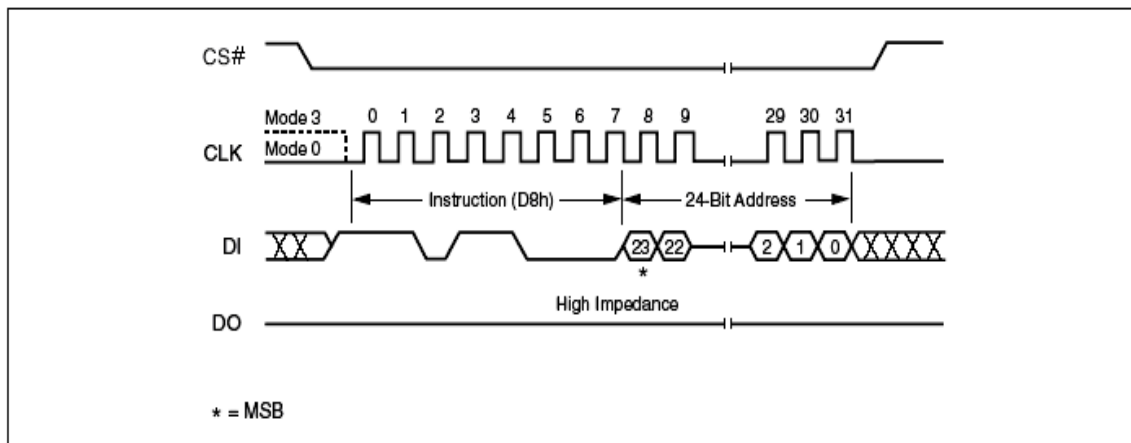 CS#
Mode 3 0 1 2 3 4 5 6 7 8 9 29 30 31
CLK Mode 0
Instruction (D8h) 24-Bit Address
DI 23 22 2 1 0
*
High Impedance
DO
* = MSB